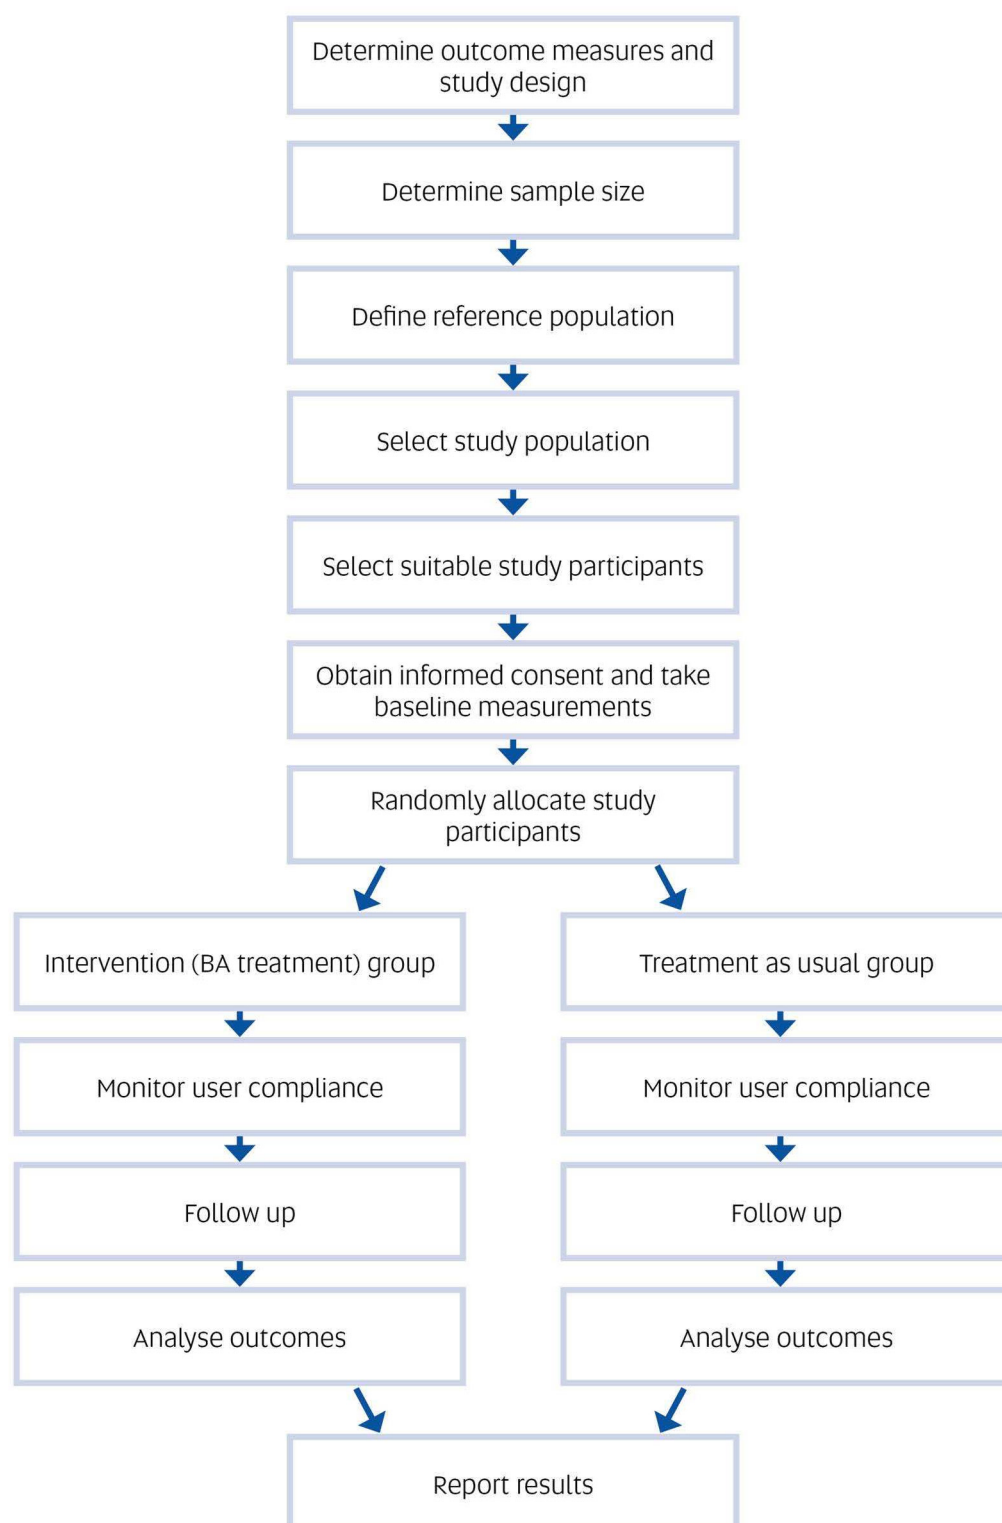 Determine outcome measures and
study design
Determine sample size
Define reference population
Select study population
Select suitable study participants
Obtain informed consent and take
baseline measurements
Randomly allocate study
participants
Intervention (BA treatment) group
Treatment as usual group
Monitor user compliance
Monitor user compliance
Follow up
Follow up
Analyse outcomes
Analyse outcomes
Report results